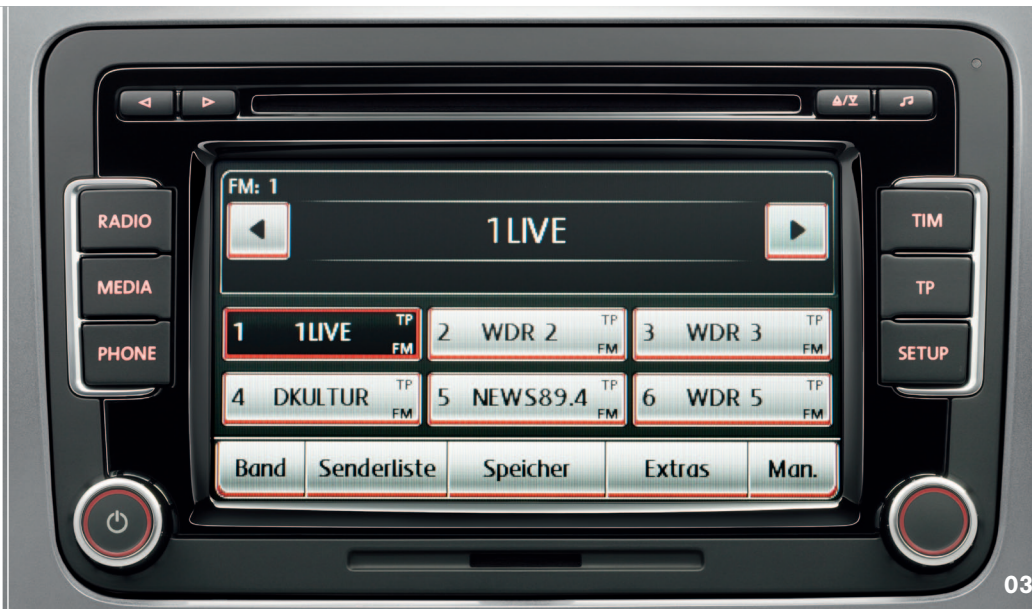 FM: 1
1LIVE
RADIO
MEDIA
PHONE
1 1LIVE TP FM
2 WDR 2 TP FM
3 WDR 3 TP FM
4 DKULTUR TP FM
5 NEWS89.4 TP FM
6 WDR 5 TP FM
Band Senderliste Speicher Extras Man.
TIM
TP
SETUP
03